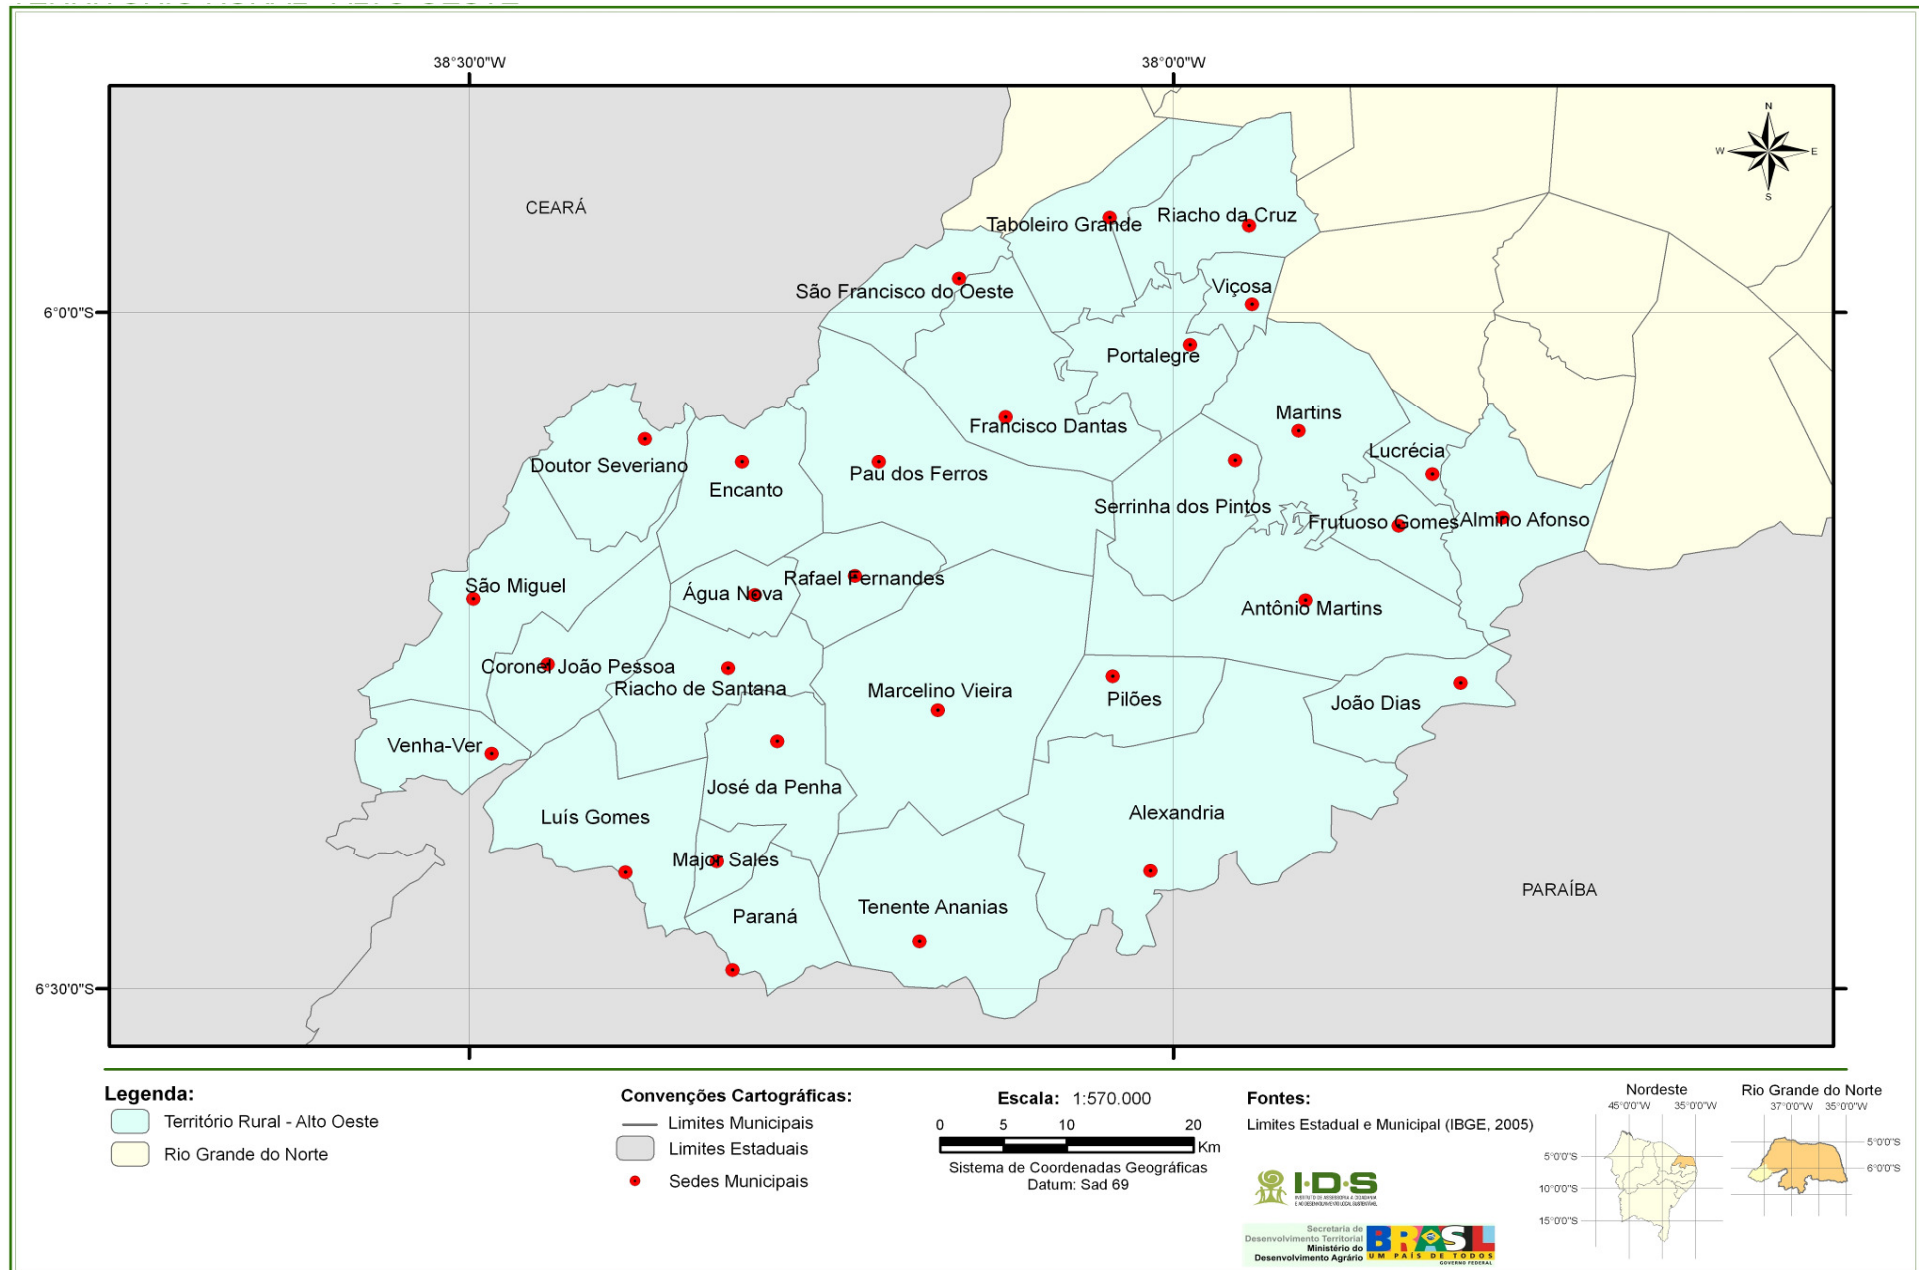 38°30'0"W
38°0'0"W
N
W
E
S
CEARÁ
Taboleiro Grande
Riacho da Cruz
São Francisco do Oeste
Viçosa
6°0'0"S
Portalegre
Martins
Francisco Dantas
Lucrécia
Doutor Severiano
Pau dos Ferros
Encanto
Serrinha dos Pintos
Frutuoso Gomes
Almino Afonso
São Miguel
Rafael Fernandes
Água Nova
Antônio Martins
Coronel João Pessoa
Riacho de Santana
Marcelino Vieira
Pilões
João Dias
Venha-Ver
José da Penha
Luís Gomes
Alexandria
Major Sales
PARAÍBA
Paraná
Tenente Ananias
6°30'0"S
Legenda:
Território Rural - Alto Oeste
Rio Grande do Norte
Convenções Cartográficas:
Limites Municipais
Limites Estaduais
Sedes Municipais
Escala: 1:570.000
0 5 10 20
Km
Sistema de Coordenadas Geográficas
Datum: Sad 69
Fontes:
Limites Estadual e Municipal (IBGE, 2005)
I·D·S
Secretaria de
Desenvolvimento Territorial
Ministério do
Desenvolvimento Agrário
BRASIL
UM PAÍS DE TODOS
GOVERNO FEDERAL
Nordeste
45°0'0"W 35°0'0"W
5°0'0"S
10°0'0"S
15°0'0"S
Rio Grande do Norte
37°0'0"W 35°0'0"W
5°0'0"S
6°0'0"S